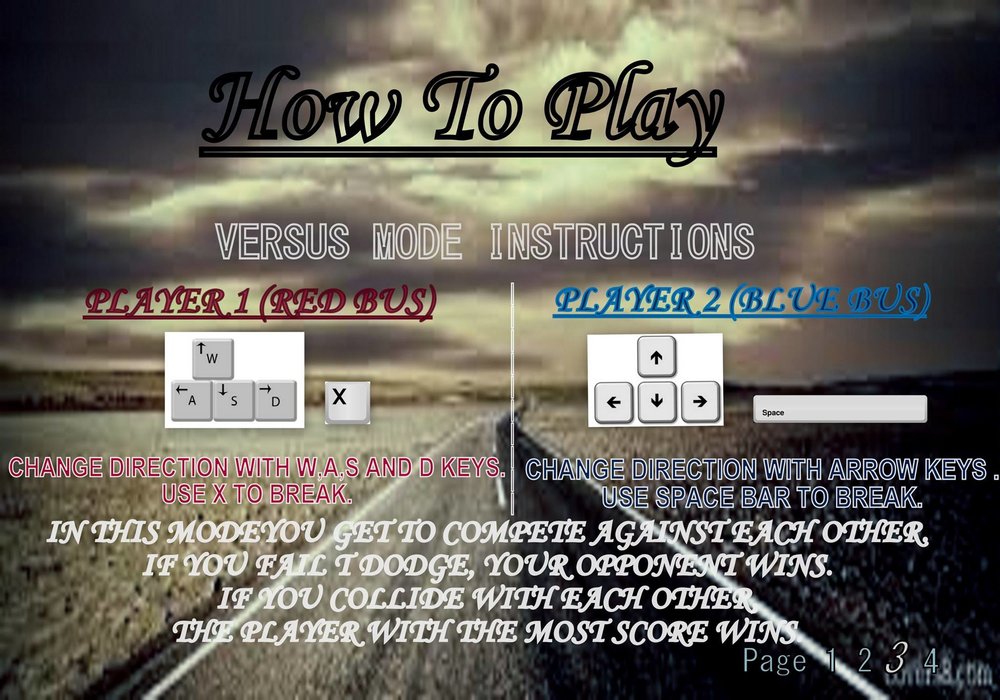 How To Play
VERSUS MODE INSTRUCTIONS
PLAYER 1 (RED BUS)
↑ W
← A ↓ S → D
X
CHANGE DIRECTION WITH W,A,S AND D KEYS.
USE X TO BREAK.
PLAYER 2 (BLUE BUS)
↑
← ↓ →
Space
CHANGE DIRECTION WITH ARROW KEYS .
USE SPACE BAR TO BREAK.
IN THIS MODEYOU GET TO COMPETE AGAINST EACH OTHER,
IF YOU FAIL T DODGE, YOUR OPPONENT WINS.
IF YOU COLLIDE WITH EACH OTHER
THE PLAYER WITH THE MOST SCORE WINS.
Page 1 2 3 4